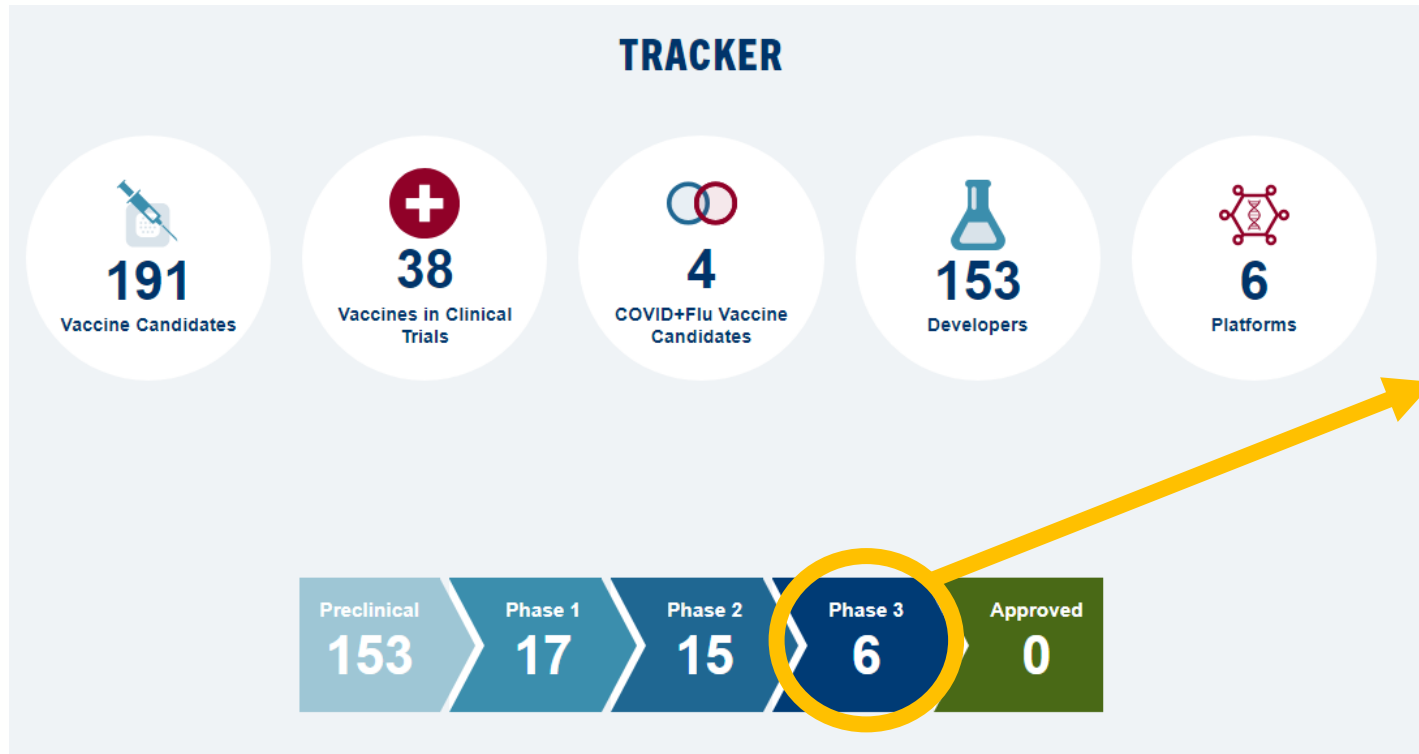 TRACKER
191
Vaccine Candidates
38
Vaccines in Clinical
Trials
4
COVID+Flu Vaccine
Candidates
153
Developers
6
Platforms
Preclinical
153
Phase 1
17
Phase 2
15
Phase 3
6
Approved
0